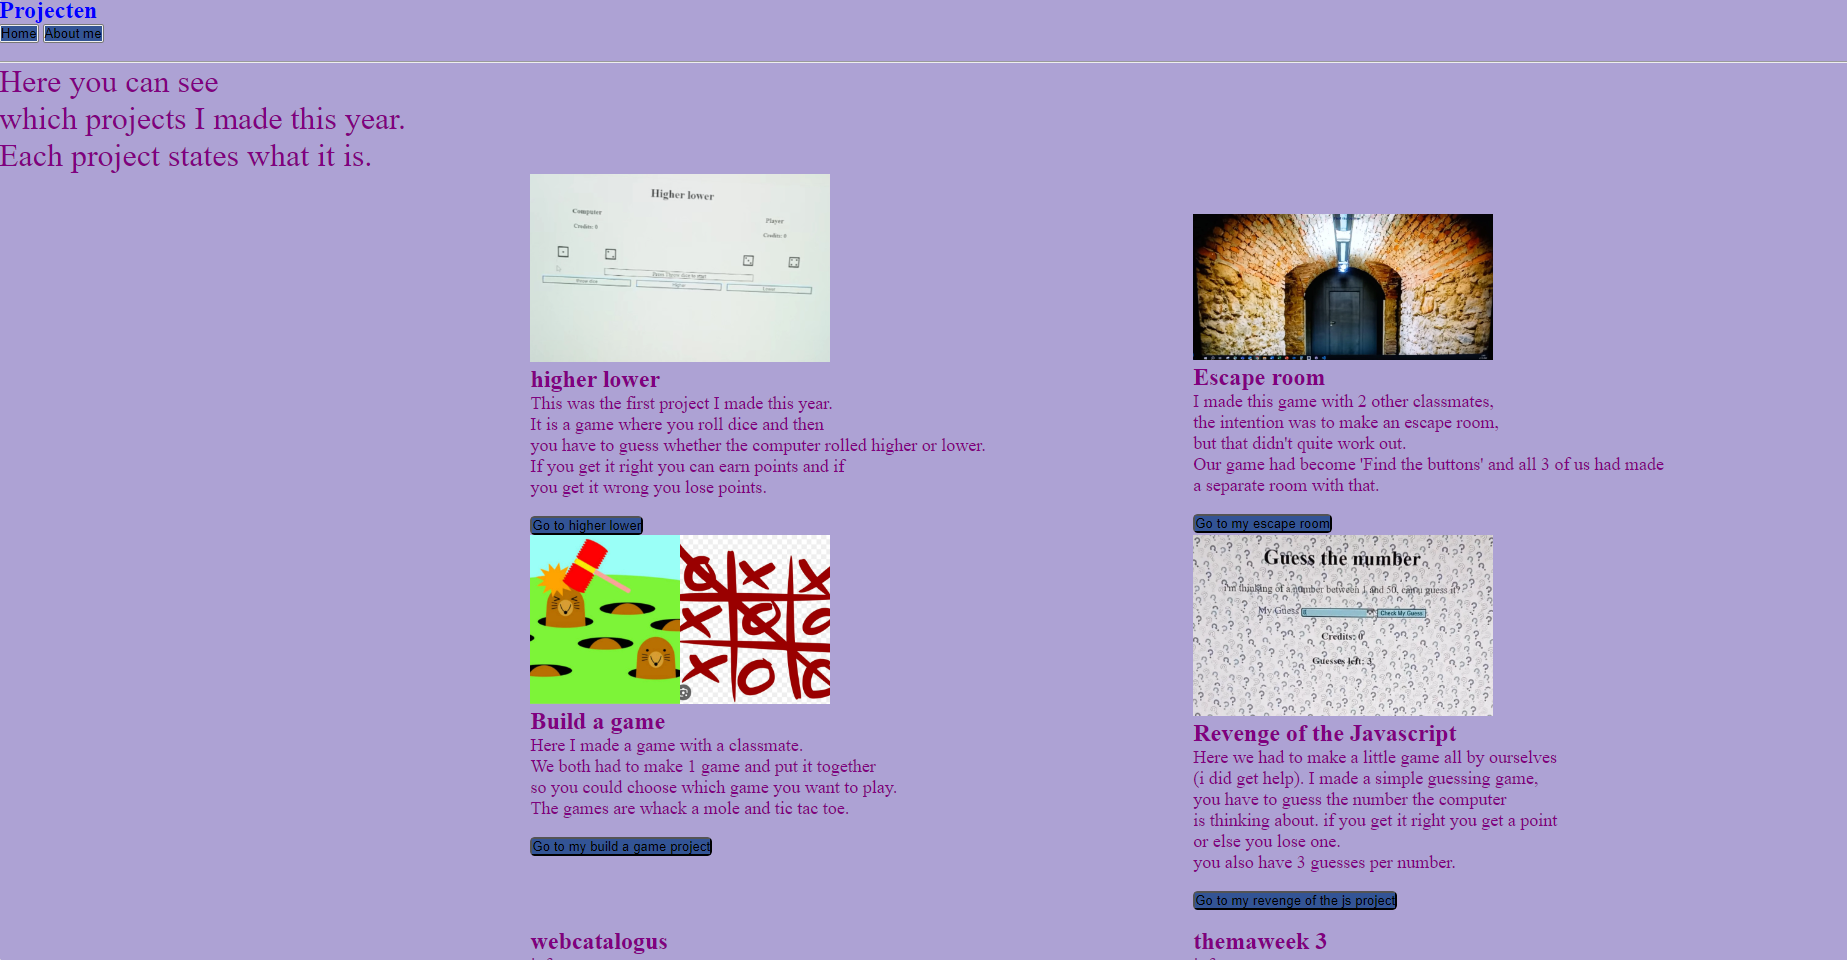 Projecten
Home About me
Here you can see
which projects I made this year.
Each project states what it is.
Higher lower
Computer
Player
Credits: 0
Credits: 0
Higher
Lower
higher lower
This was the first project I made this year.
It is a game where you roll dice and then
you have to guess whether the computer rolled higher or lower.
If you get it right you can earn points and if
you get it wrong you lose points.
Go to higher lower
Escape room
I made this game with 2 other classmates,
the intention was to make an escape room,
but that didn't quite work out.
Our game had become 'Find the buttons' and all 3 of us had made
a separate room with that.
Go to my escape room
Build a game
Here I made a game with a classmate.
We both had to make 1 game and put it together
so you could choose which game you want to play.
The games are whack a mole and tic tac toe.
Go to my build a game project
Guess the number
I'm thinking of a number between 1 and 50, can u guess it?
My Guess
Check My Guess
Credits: 0
Guesses left: 3
Revenge of the Javascript
Here we had to make a little game all by ourselves
(i did get help). I made a simple guessing game,
you have to guess the number the computer
is thinking about. if you get it right you get a point
or else you lose one.
you also have 3 guesses per number.
Go to my revenge of the js project
webcatalogus
themaweek 3